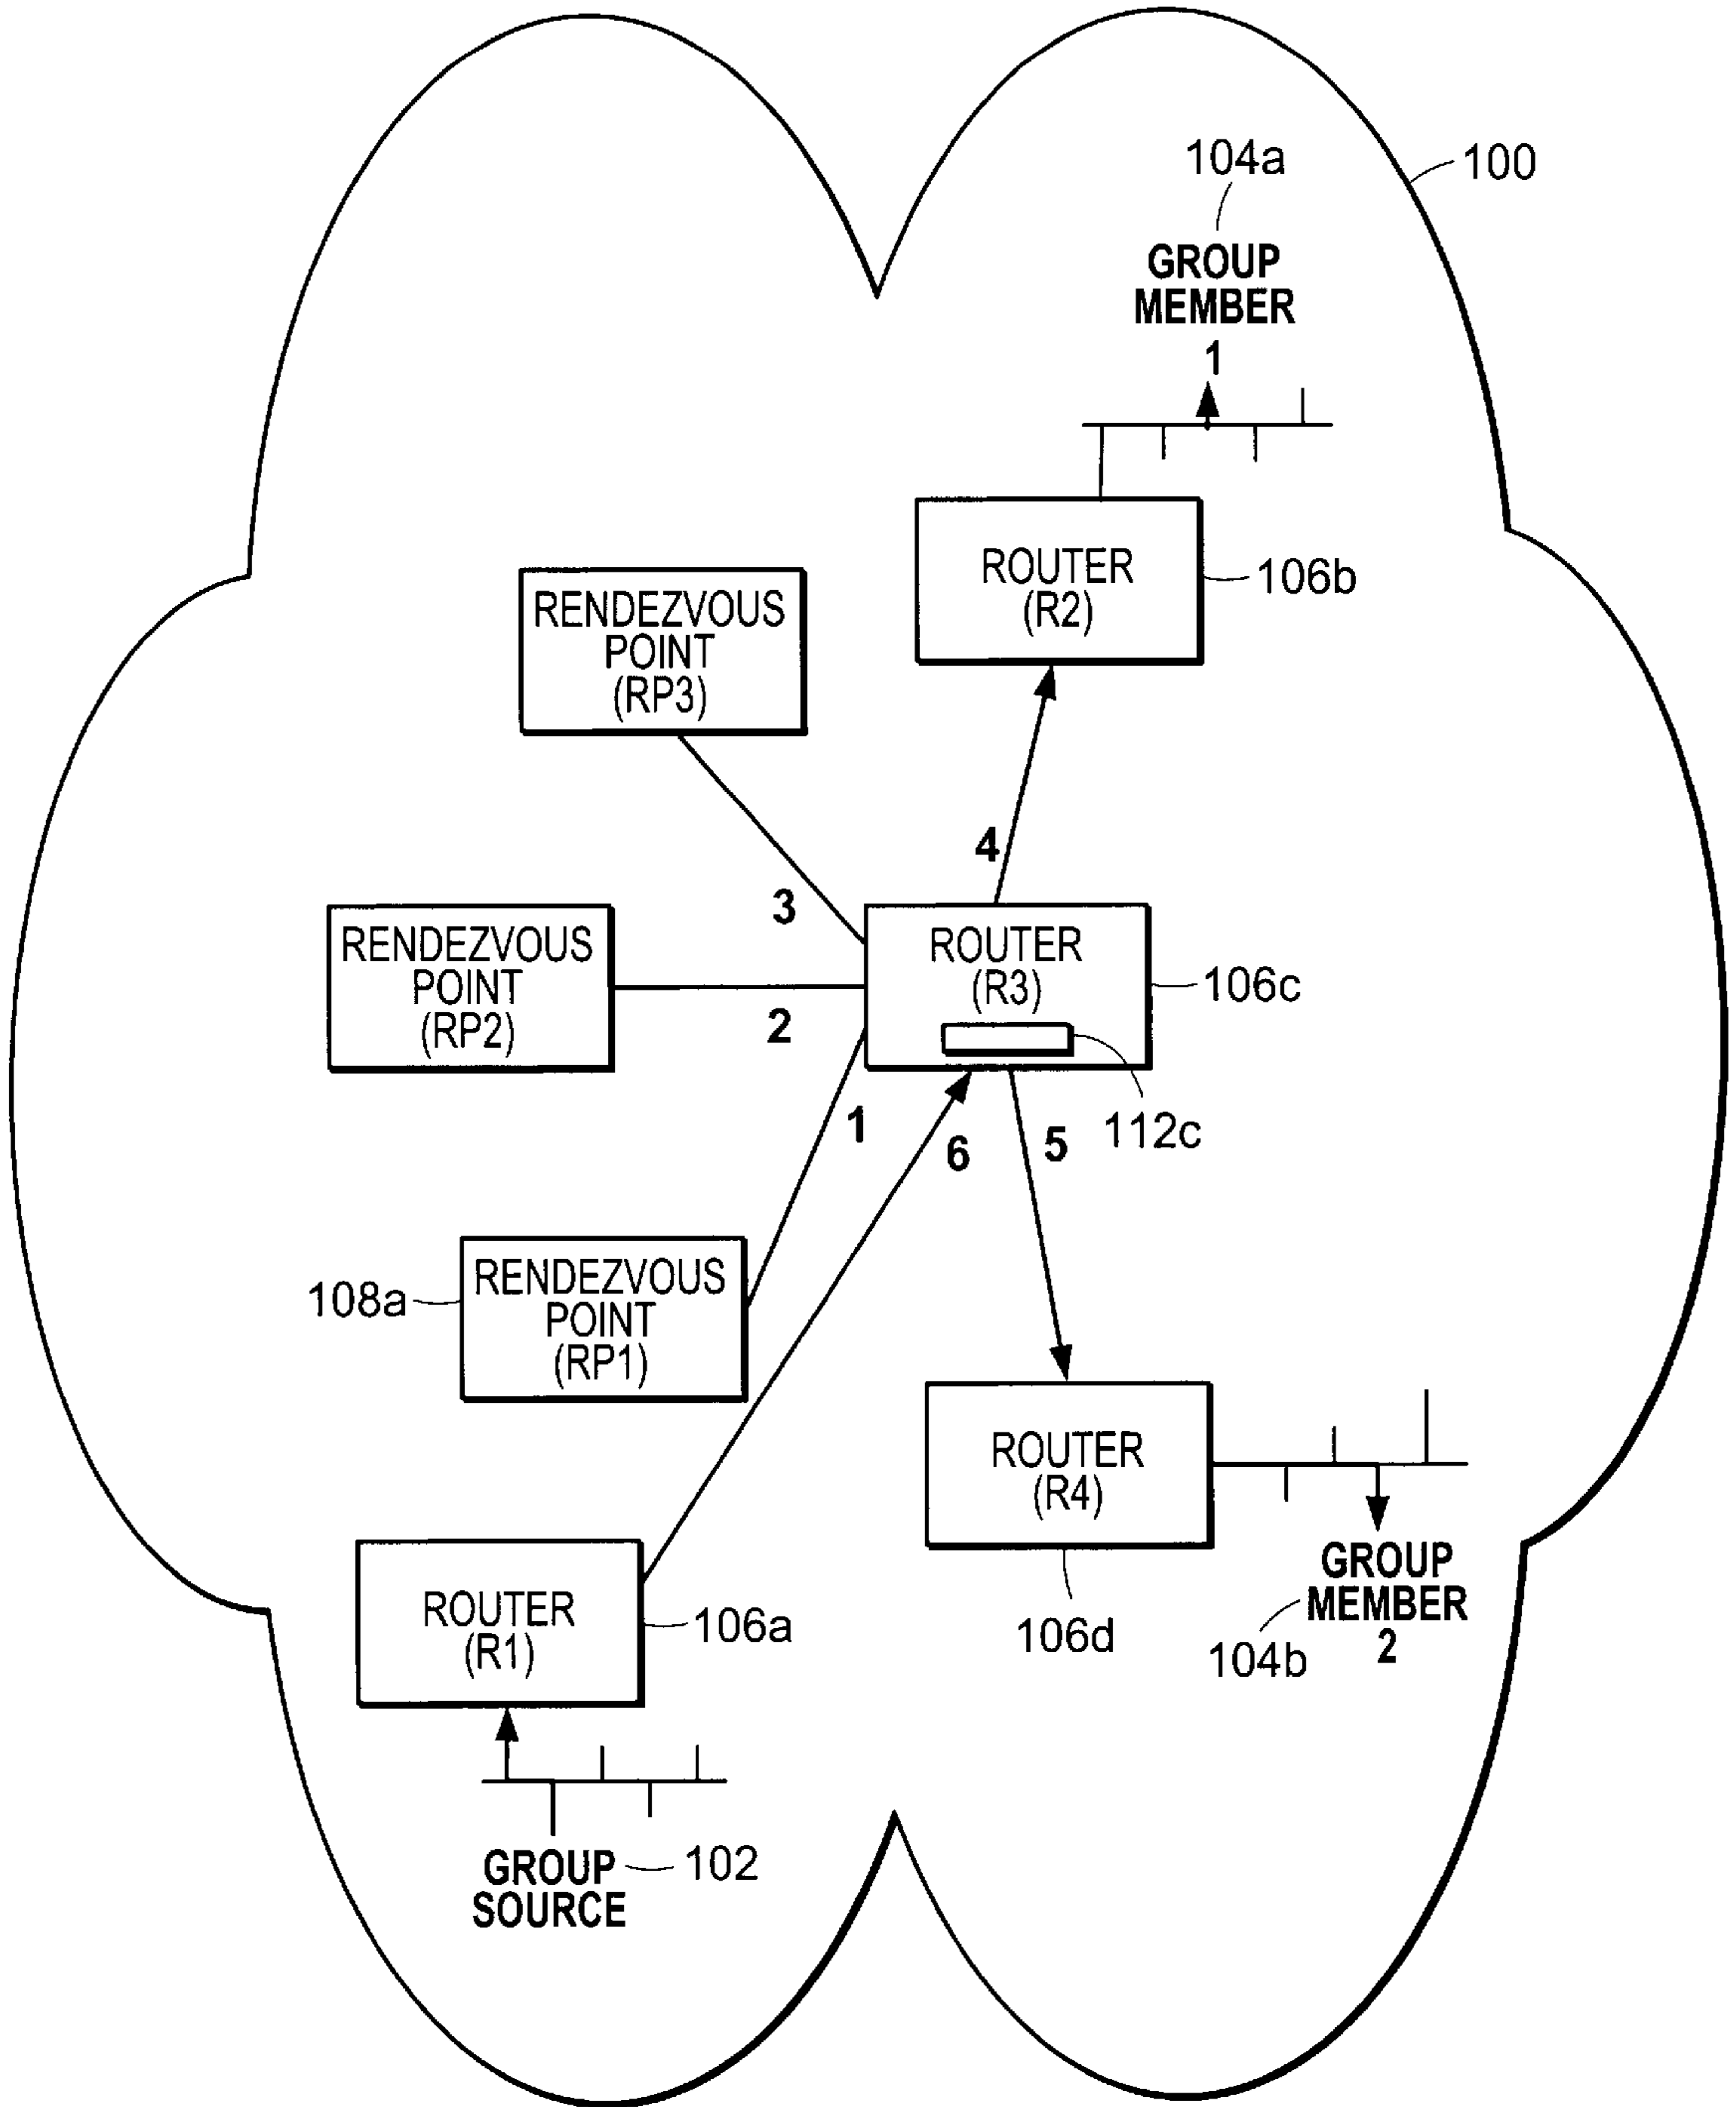 104a
100
GROUP
MEMBER
1
ROUTER
(R2)
106b
RENDEZVOUS
POINT
(RP3)
4
3
RENDEZVOUS
POINT
(RP2)
2
ROUTER
(R3)
106c
112c
1
6
5
108a
RENDEZVOUS
POINT
(RP1)
ROUTER
(R4)
106d
GROUP
MEMBER
2
104b
ROUTER
(R1)
106a
GROUP
SOURCE
102